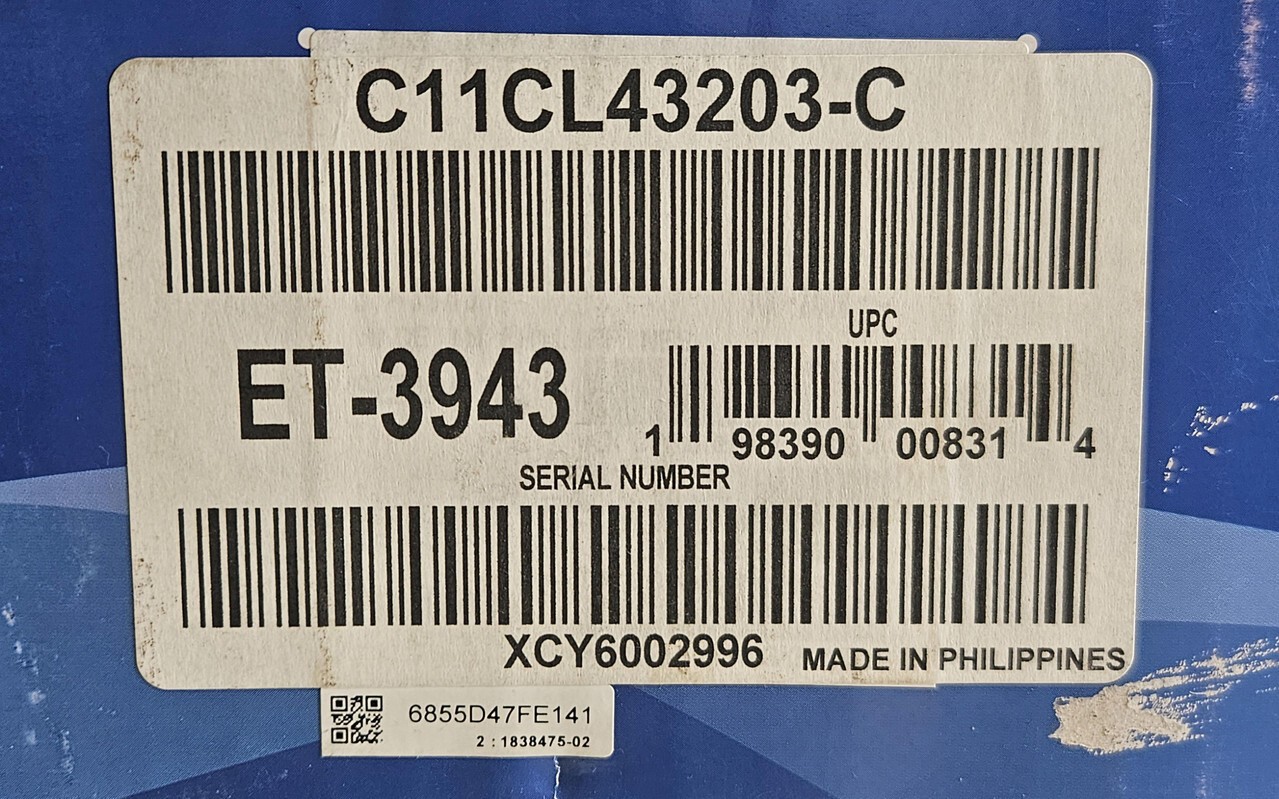 C11CL43203-C
UPC
ET-3943
1 98390 00831 4
SERIAL NUMBER
XCY6002996
MADE IN PHILIPPINES
6855D47FE141
2 : 1838475-02